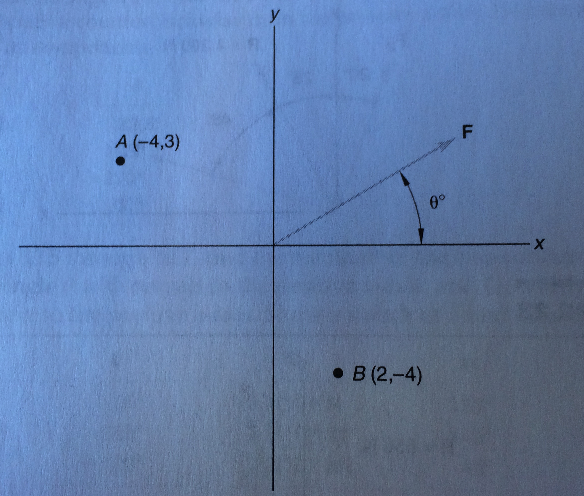 y
A (–4,3)
F
θ°
x
B (2,–4)